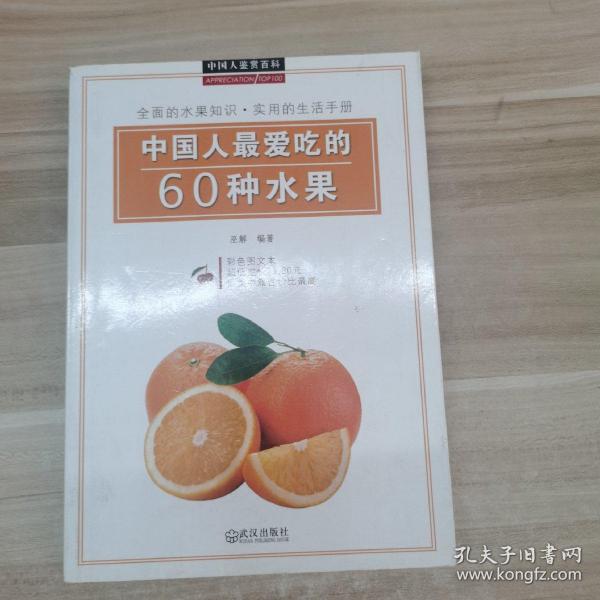 中国人鉴赏百科
APPRECIATION/TOP100
全面的水果知识·实用的生活手册
中国人最爱吃的
60种水果
巫解 编著
彩色图文本
武汉出版社
WUHAN PUBLISHING HOUSE
孔夫子旧书网
www.kongfz.com